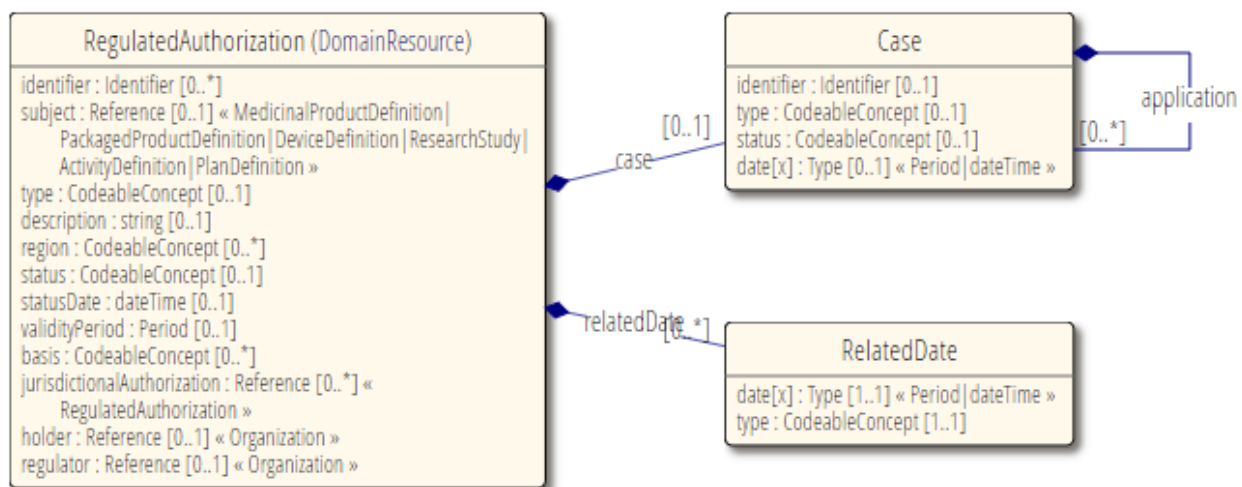 RegulatedAuthorization (DomainResource)
identifier : Identifier [0..*]
subject : Reference [0..1] « MedicinalProductDefinition|
PackagedProductDefinition|DeviceDefinition|ResearchStudy|
ActivityDefinition|PlanDefinition »
type : CodeableConcept [0..1]
description : string [0..1]
region : CodeableConcept [0..*]
status : CodeableConcept [0..1]
statusDate : dateTime [0..1]
validityPeriod : Period [0..1]
basis : CodeableConcept [0..*]
jurisdictionalAuthorization : Reference [0..*] «
RegulatedAuthorization »
holder : Reference [0..1] « Organization »
regulator : Reference [0..1] « Organization »
[0..1]
case
Case
identifier : Identifier [0..1]
type : CodeableConcept [0..1]
status : CodeableConcept [0..1]
date[x] : Type [0..1] « Period|dateTime »
application
[0..*]
relatedDate
[0..*]
RelatedDate
date[x] : Type [1..1] « Period|dateTime »
type : CodeableConcept [1..1]